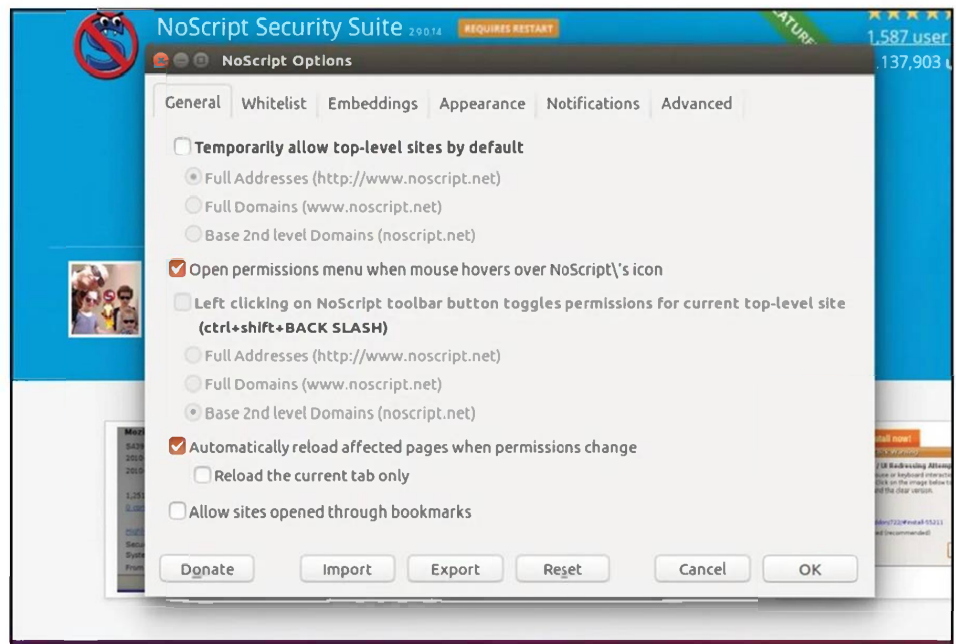 NoScript Security Suite 2.9.0.14 REQUIRES RESTART
1,587 user
137,903
NoScript Options
General Whitelist Embeddings Appearance Notifications Advanced
Temporarily allow top-level sites by default
Full Addresses (http://www.noscript.net)
Full Domains (www.noscript.net)
Base 2nd level Domains (noscript.net)
Open permissions menu when mouse hovers over NoScript\'s icon
Left clicking on NoScript toolbar button toggles permissions for current top-level site
(ctrl+shift+BACK SLASH)
Full Addresses (http://www.noscript.net)
Full Domains (www.noscript.net)
Base 2nd level Domains (noscript.net)
Automatically reload affected pages when permissions change
Reload the current tab only
Allow sites opened through bookmarks
Donate Import Export Reset Cancel OK